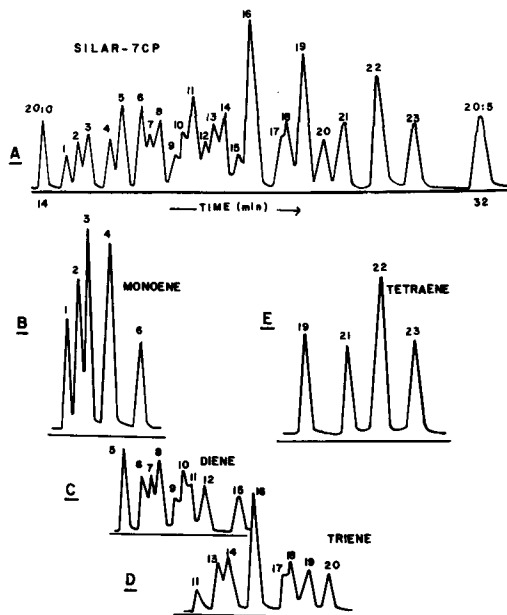 SILAR-7CP
20:0 1 2 3 4 5 6 7 8 9 10 11 12 13 14 15 16 17 18 19 20 21 22 23 20:5
A
14 TIME (min) 32
B
1 2 3 4 6
MONOENE
E
19 21 22 23
TETRAENE
C
5 6 7 8 9 10 11 12 15
DIENE
D
11 13 14 16 17 18 19 20
TRIENE